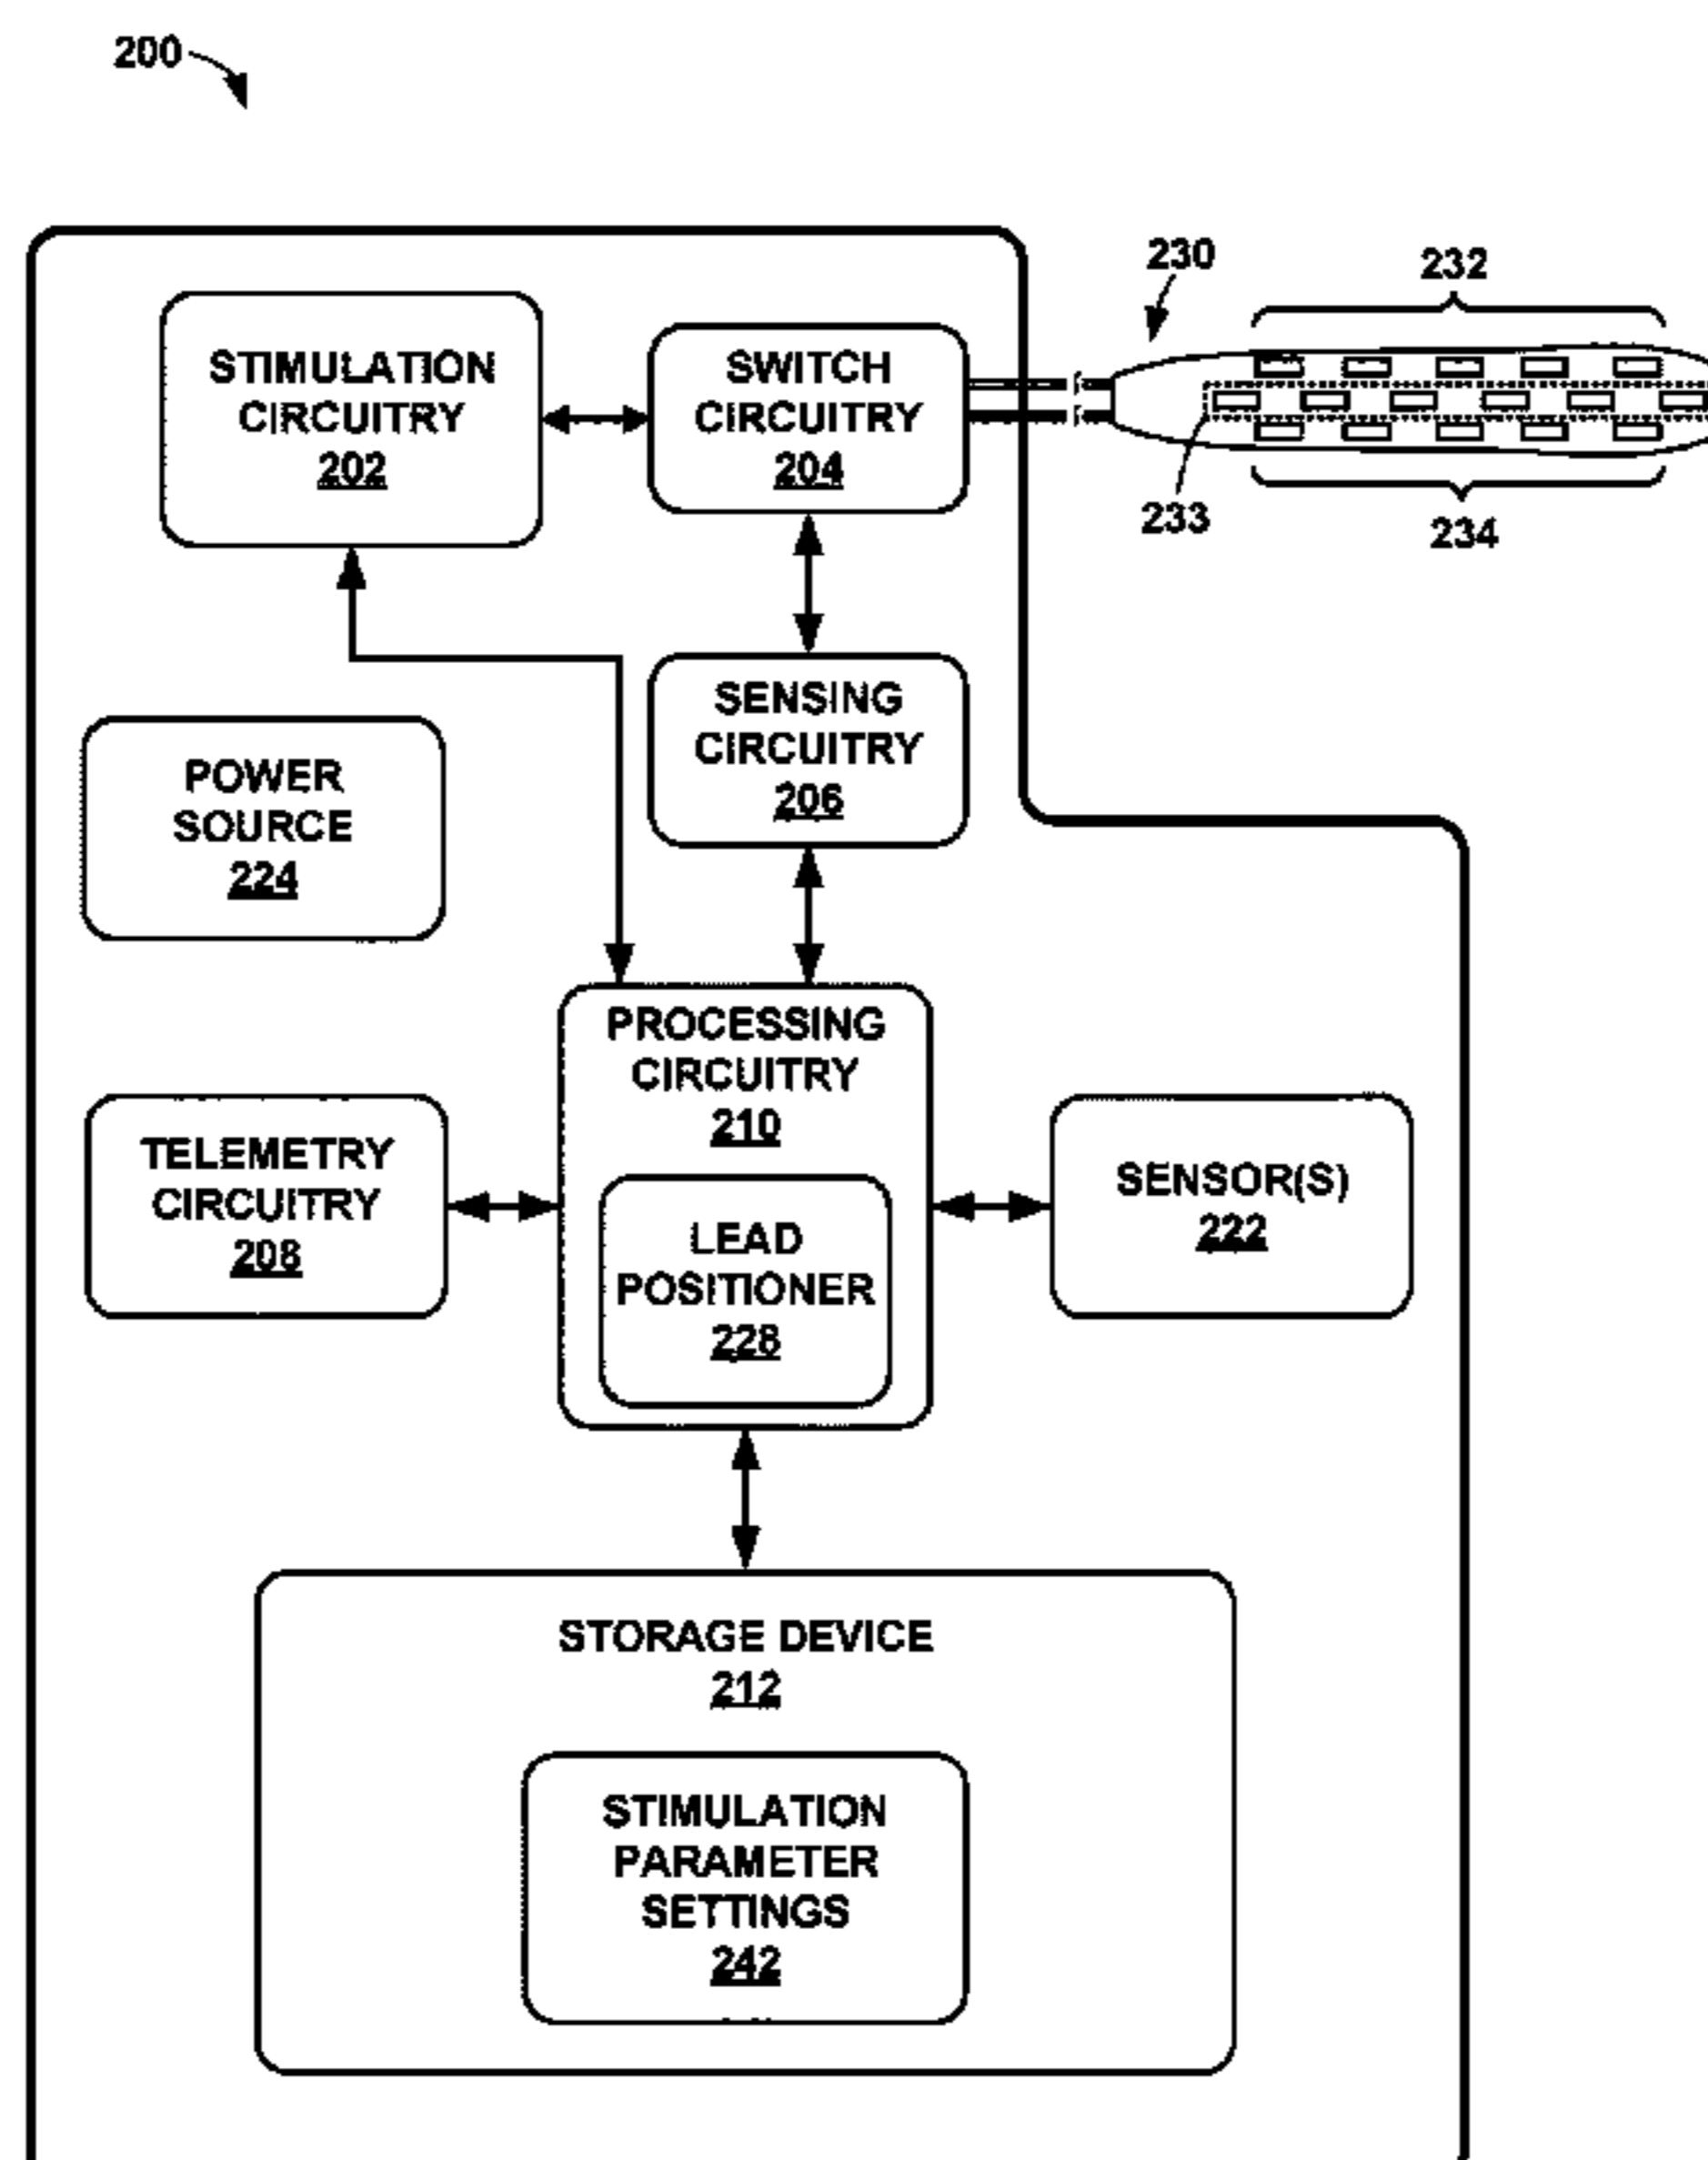 200
230
232
STIMULATION
CIRCUITRY
202
SWITCH
CIRCUITRY
204
233
234
SENSING
CIRCUITRY
206
POWER
SOURCE
224
PROCESSING
CIRCUITRY
210
TELEMETRY
CIRCUITRY
208
LEAD
POSITIONER
228
SENSOR(S)
222
STORAGE DEVICE
212
STIMULATION
PARAMETER
SETTINGS
242